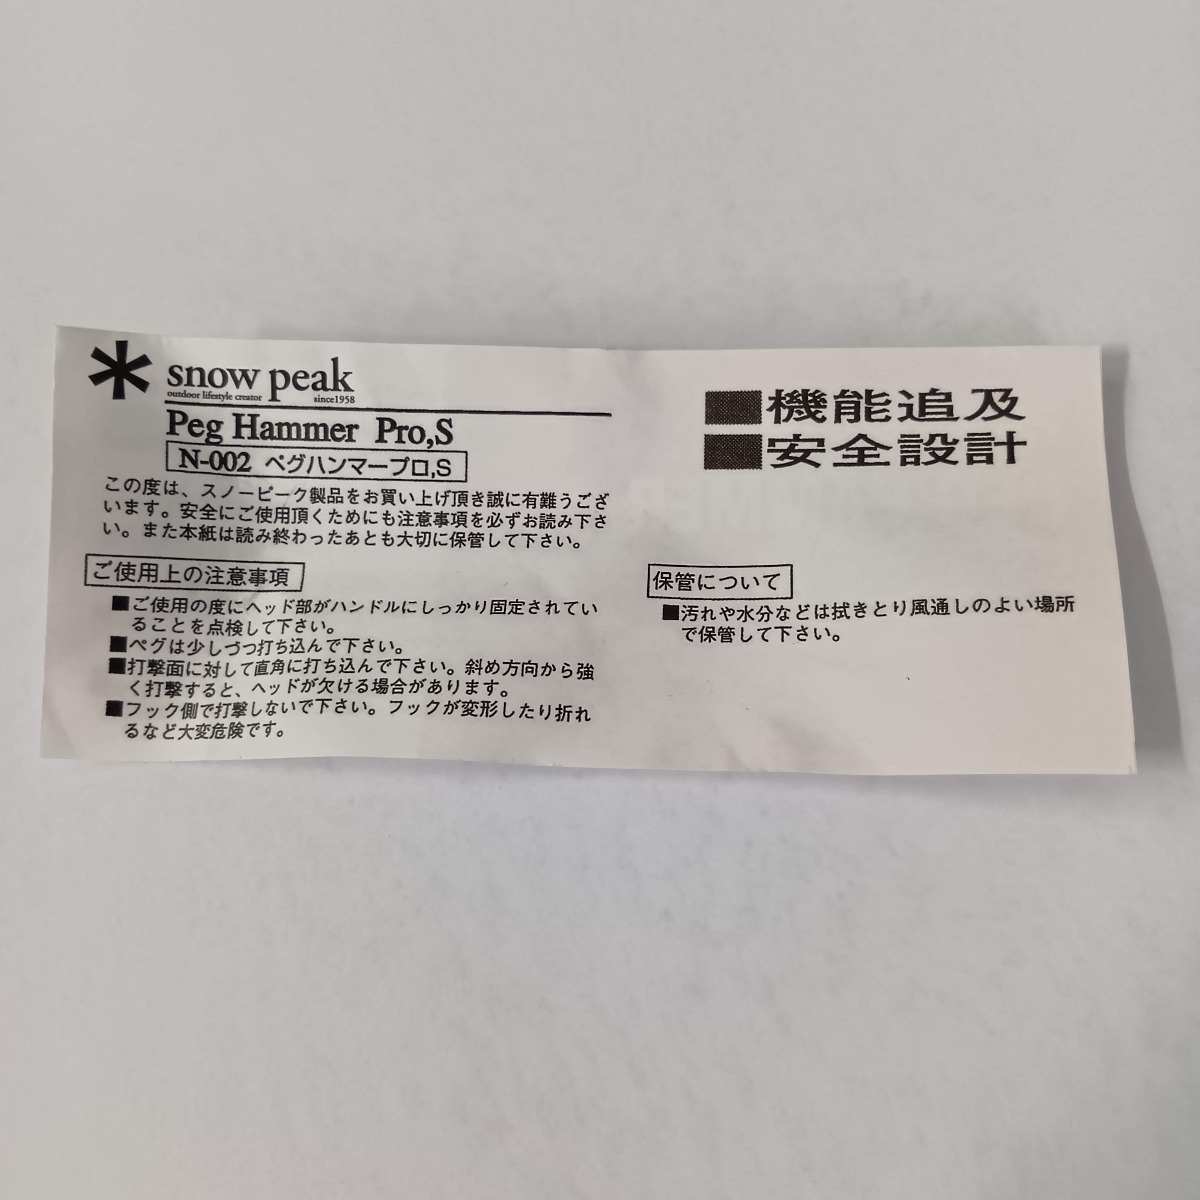 snow peak
outdoor lifestyle creator since1958
Peg Hammer Pro,S
N-002 ペグハンマープロ,S
この度は、スノーピーク製品をお買い上げ頂き誠に有難うござ
います。安全にご使用頂くためにも注意事項を必ずお読み下さ
い。また本紙は読み終わったあとも大切に保管して下さい。
ご使用上の注意事項
■ご使用の度にヘッド部がハンドルにしっかり固定されてい
ることを点検して下さい。
■ペグは少しづつ打ち込んで下さい。
■打撃面に対して直角に打ち込んで下さい。斜め方向から強
く打撃すると、ヘッドが欠ける場合があります。
■フック側で打撃しないで下さい。フックが変形したり折れ
るなど大変危険です。
■機能追及
■安全設計
保管について
■汚れや水分などは拭きとり風通しのよい場所
で保管して下さい。